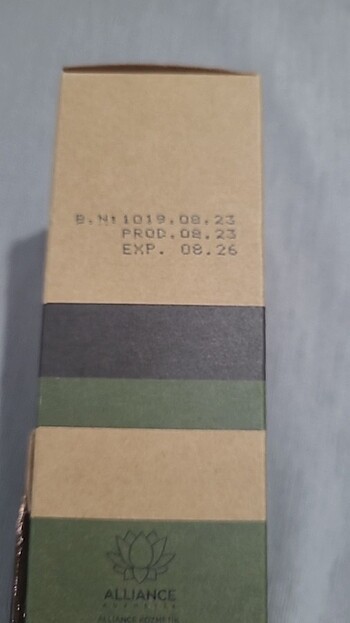 B.N:1019.08.23
PROD.08.23
EXP. 08.26
ALLIANCE